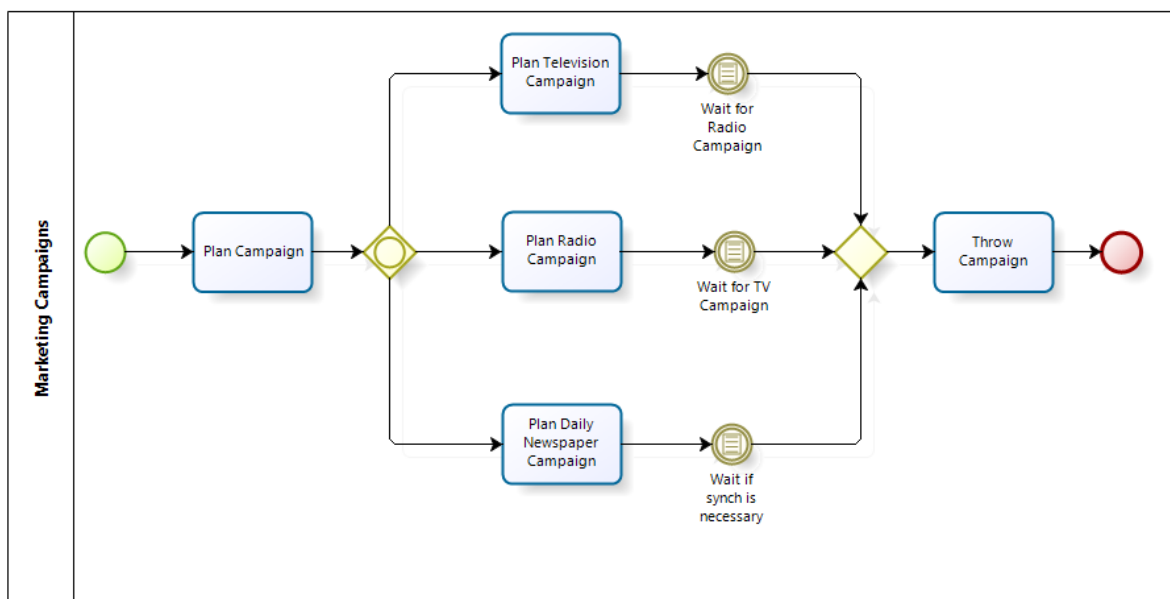 Marketing Campaigns
Plan Campaign
Plan Television
Campaign
Wait for
Radio
Campaign
Plan Radio
Campaign
Wait for TV
Campaign
Plan Daily
Newspaper
Campaign
Wait if
synch is
necessary
Throw
Campaign